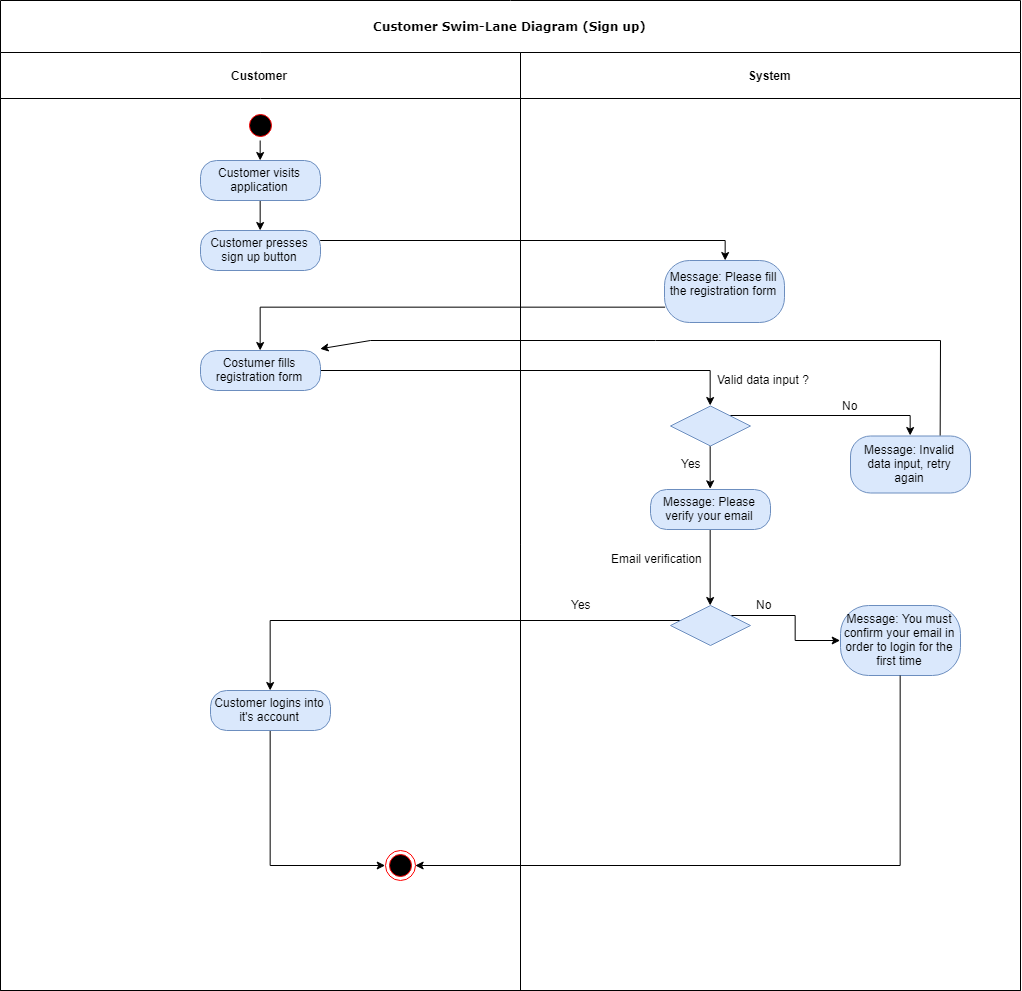 Customer Swim-Lane Diagram (Sign up)
Customer
System
Customer visits
application
Customer presses
sign up button
Message: Please fill
the registration form
Costumer fills
registration form
Valid data input ?
No
Message: Invalid
data input, retry
again
Yes
Message: Please
verify your email
Email verification
Yes
No
Message: You must
confirm your email in
order to login for the
first time
Customer logins into
it's account